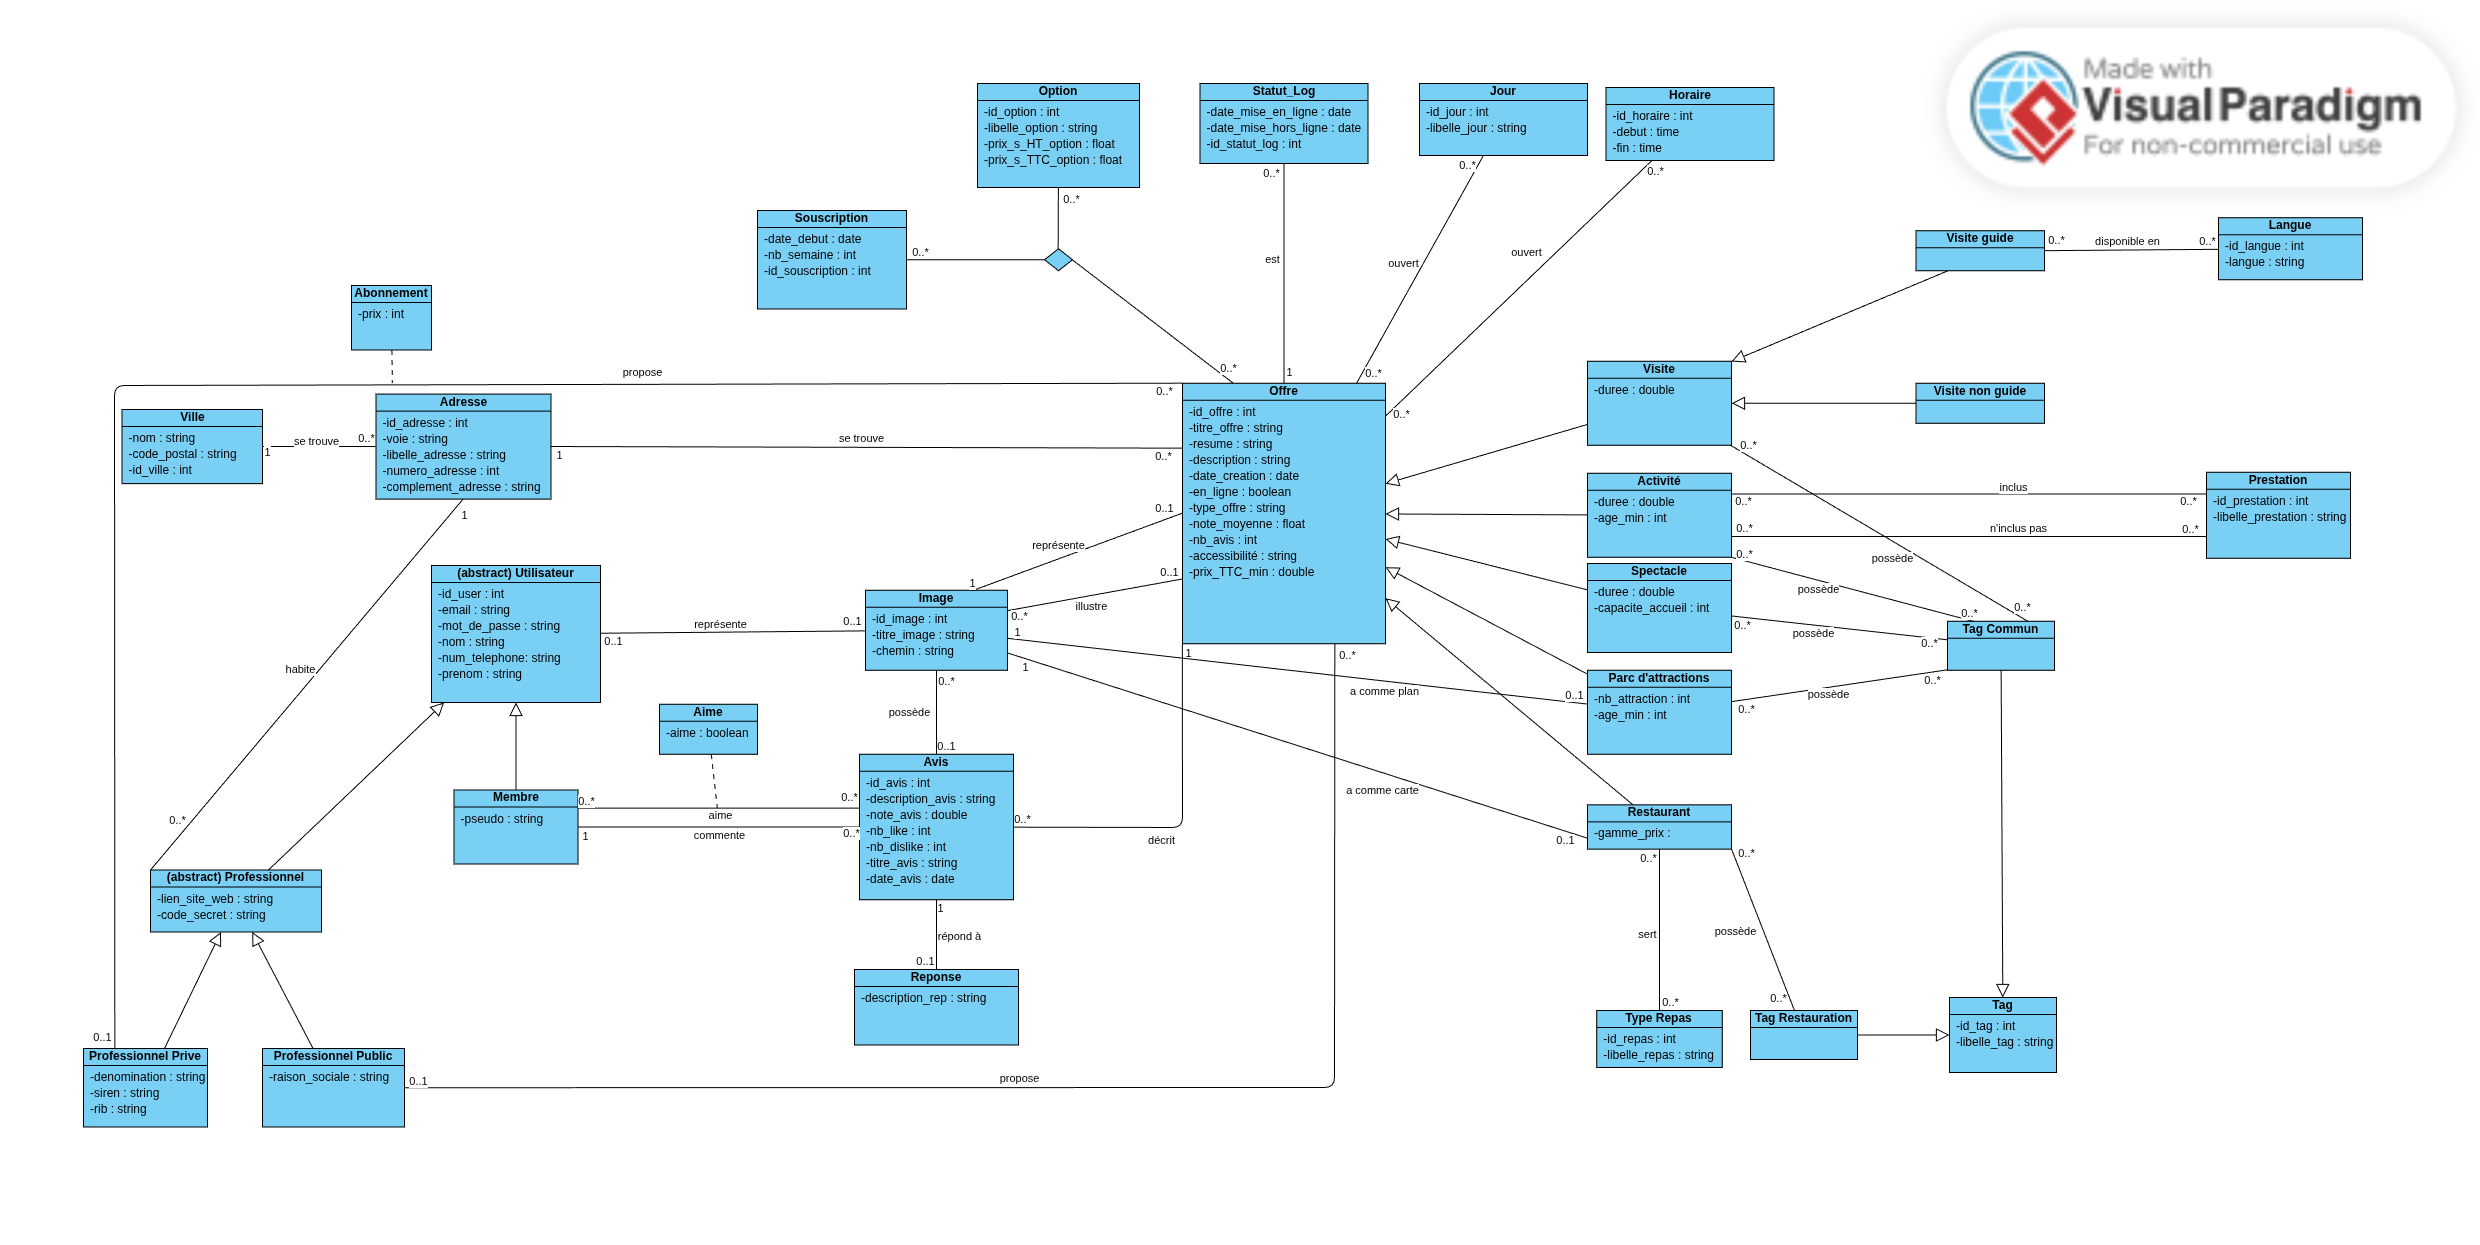 Made with
Visual Paradigm
For non-commercial use
Option
-id_option : int
-libelle_option : string
-prix_s_HT_option : float
-prix_s_TTC_option : float
0..*
Statut_Log
-date_mise_en_ligne : date
-date_mise_hors_ligne : date
-id_statut_log : int
0..*
est
1
Jour
-id_jour : int
-libelle_jour : string
0..*
ouvert
0..*
Horaire
-id_horaire : int
-debut : time
-fin : time
0..*
ouvert
0..*
Souscription
-date_debut : date
-nb_semaine : int
-id_souscription : int
0..*
0..*
Visite guide
0..*
disponible en
0..*
Langue
-id_langue : int
-langue : string
Abonnement
-prix : int
propose
0..*
Ville
-nom : string
-code_postal : string
-id_ville : int
1
se trouve
0..*
Adresse
-id_adresse : int
-voie : string
-libelle_adresse : string
-numero_adresse : int
-complement_adresse : string
1
se trouve
0..*
1
habite
0..*
Offre
-id_offre : int
-titre_offre : string
-resume : string
-description : string
-date_creation : date
-en_ligne : boolean
-type_offre : string
-note_moyenne : float
-nb_avis : int
-accessibilité : string
-prix_TTC_min : double
Visite
-duree : double
0..*
Visite non guide
Activité
-duree : double
-age_min : int
0..*
inclus
0..*
0..*
n'inclus pas
0..*
0..*
Prestation
-id_prestation : int
-libelle_prestation : string
possède
possède
0..*
0..*
Spectacle
-duree : double
-capacite_accueil : int
0..*
possède
0..*
Tag Commun
Parc d'attractions
-nb_attraction : int
-age_min : int
0..*
possède
0..*
0..1
représente
1
0..1
illustre
0..*
(abstract) Utilisateur
-id_user : int
-email : string
-mot_de_passe : string
-nom : string
-num_telephone: string
-prenom : string
0..1
représente
0..1
Image
-id_image : int
-titre_image : string
-chemin : string
1
a comme plan
0..1
1
a comme carte
0..1
0..*
possède
0..1
1
0..*
Aime
-aime : boolean
Membre
-pseudo : string
0..*
aime
0..*
1
commente
0..*
Avis
-id_avis : int
-description_avis : string
-note_avis : double
-nb_like : int
-nb_dislike : int
-titre_avis : string
-date_avis : date
0..*
décrit
1
répond à
0..1
Reponse
-description_rep : string
Restaurant
-gamme_prix :
0..*
sert
0..*
0..*
possède
0..*
Type Repas
-id_repas : int
-libelle_repas : string
Tag Restauration
Tag
-id_tag : int
-libelle_tag : string
(abstract) Professionnel
-lien_site_web : string
-code_secret : string
0..1
Professionnel Prive
-denomination : string
-siren : string
-rib : string
Professionnel Public
-raison_sociale : string
0..1
propose